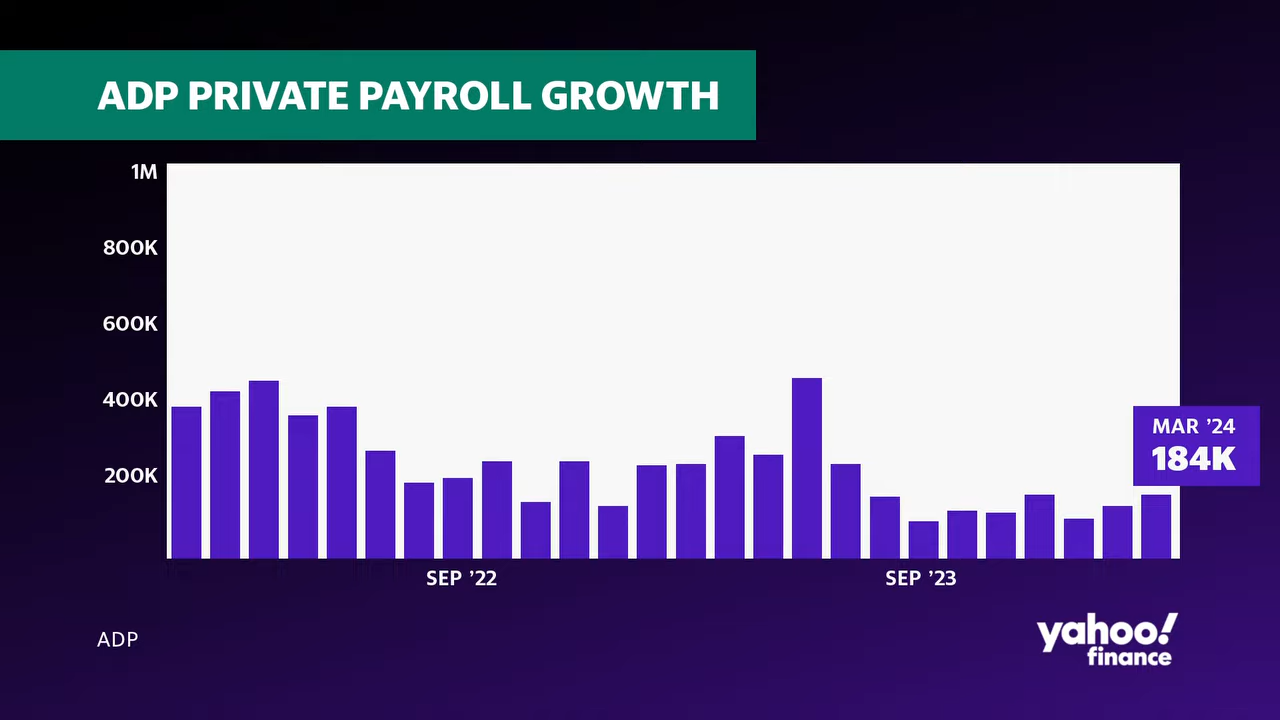 ADP PRIVATE PAYROLL GROWTH
1M
800K
600K
400K
200K
MAR ’24
184K
SEP ’22
SEP ’23
ADP
yahoo!
finance